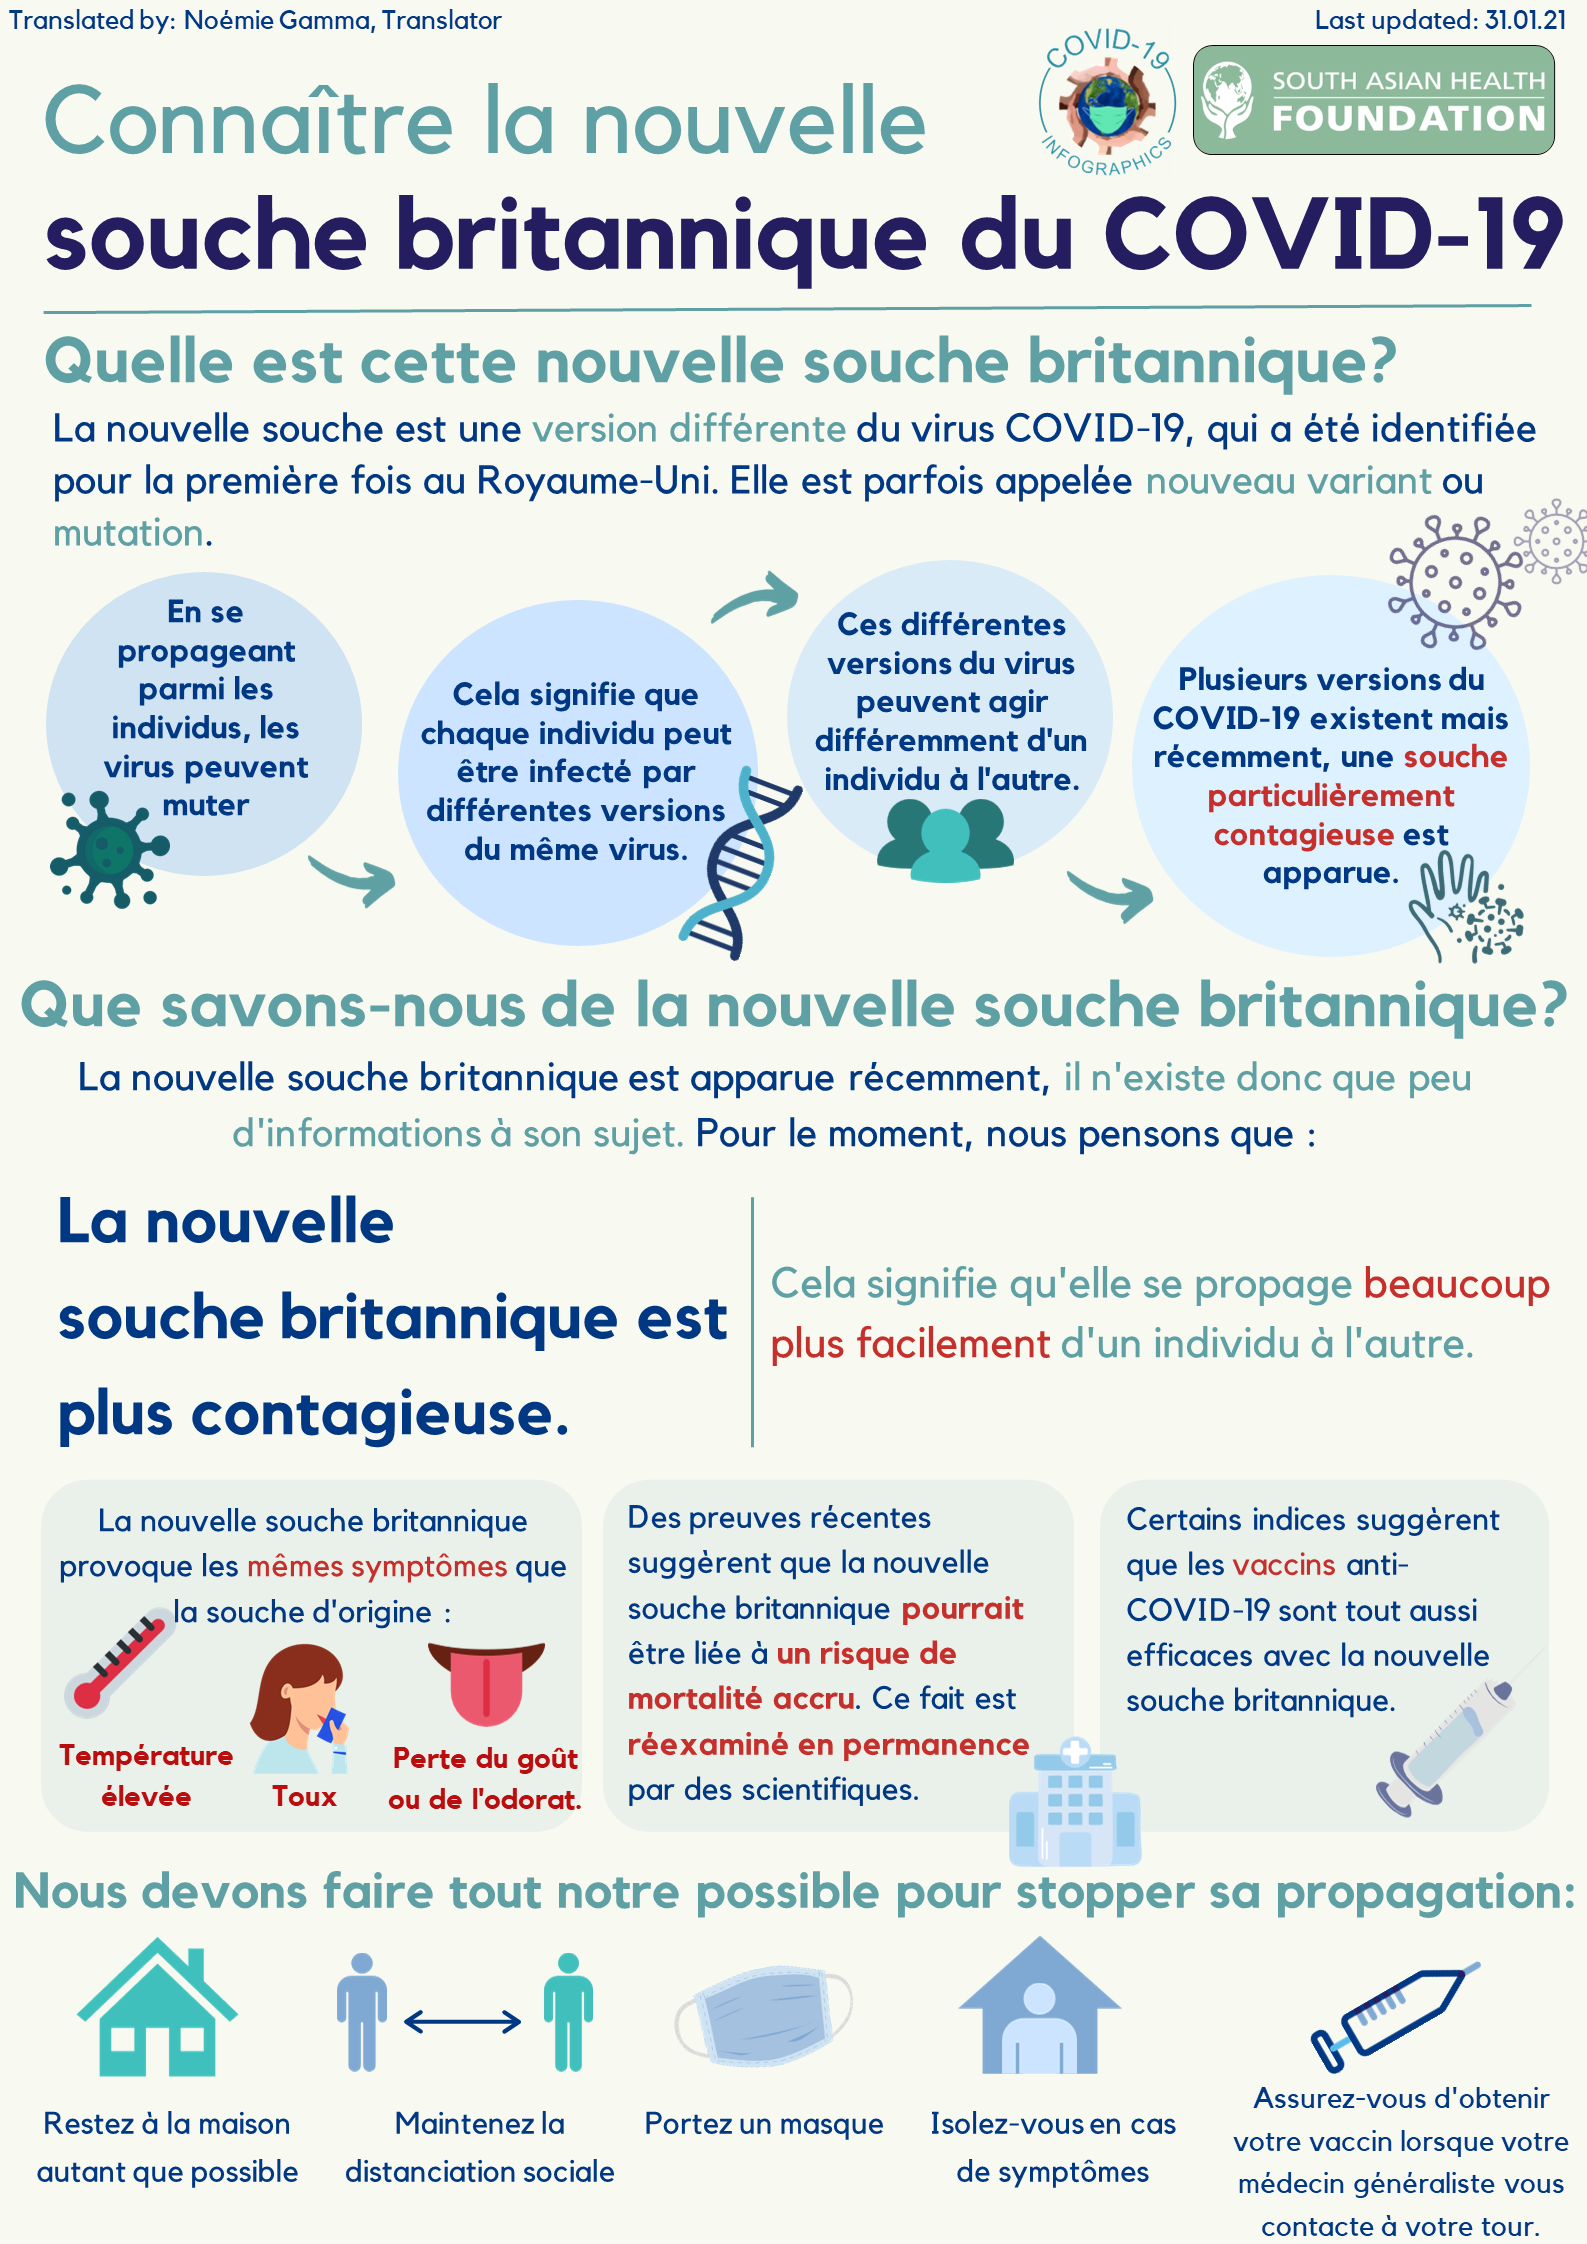 Translated by: Noémie Gamma, Translator
Last updated: 31.01.21
COVID-19
INFOGRAPHICS
SOUTH ASIAN HEALTH
FOUNDATION
Connaître la nouvelle
souche britannique du COVID-19
Quelle est cette nouvelle souche britannique?
La nouvelle souche est une version différente du virus COVID-19, qui a été identifiée
pour la première fois au Royaume-Uni. Elle est parfois appelée nouveau variant ou
mutation.
En se
propageant
parmi les
individus, les
virus peuvent
muter
Cela signifie que
chaque individu peut
être infecté par
différentes versions
du même virus.
Ces différentes
versions du virus
peuvent agir
différemment d'un
individu à l'autre.
Plusieurs versions du
COVID-19 existent mais
récemment, une souche
particulièrement
contagieuse est
apparue.
Que savons-nous de la nouvelle souche britannique?
La nouvelle souche britannique est apparue récemment, il n'existe donc que peu
d'informations à son sujet. Pour le moment, nous pensons que :
La nouvelle
souche britannique est
plus contagieuse.
Cela signifie qu'elle se propage beaucoup
plus facilement d'un individu à l'autre.
La nouvelle souche britannique
provoque les mêmes symptômes que
la souche d'origine :
Température
élevée
Toux
Perte du goût
ou de l'odorat.
Des preuves récentes
suggèrent que la nouvelle
souche britannique pourrait
être liée à un risque de
mortalité accru. Ce fait est
réexaminé en permanence
par des scientifiques.
Certains indices suggèrent
que les vaccins anti-
COVID-19 sont tout aussi
efficaces avec la nouvelle
souche britannique.
Nous devons faire tout notre possible pour stopper sa propagation:
Restez à la maison
autant que possible
Maintenez la
distanciation sociale
Portez un masque
Isolez-vous en cas
de symptômes
Assurez-vous d'obtenir
votre vaccin lorsque votre
médecin généraliste vous
contacte à votre tour.